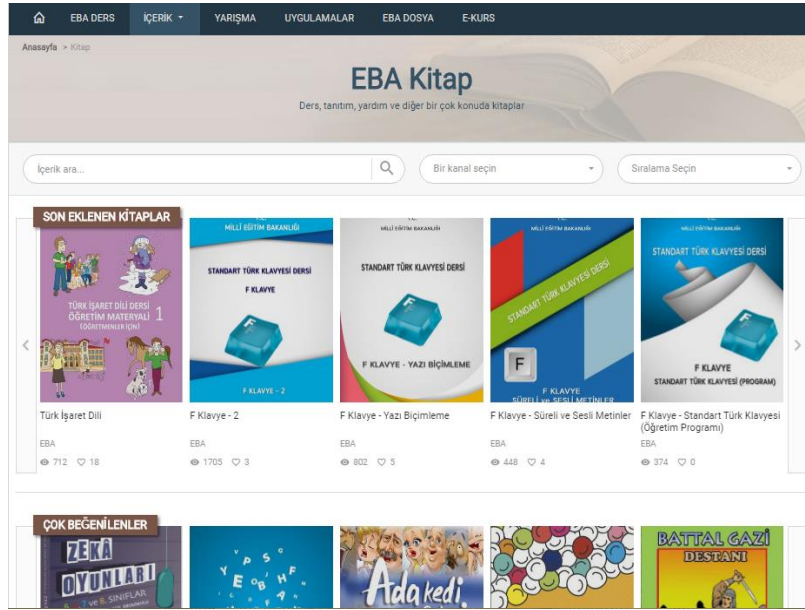 EBA DERS İÇERİK YARIŞMA UYGULAMALAR EBA DOSYA E-KURS
Anasayfa > Kitap
EBA Kitap
Ders, tanıtım, yardım ve diğer bir çok konuda kitaplar
İçerik ara...
Bir kanal seçin
Sıralama Seçin
SON EKLENEN KİTAPLAR
TÜRK İŞARET DİLİ DERSİ
ÖĞRETİM MATERYALİ 1
(ÖĞRETMENLER İÇİN)
MİLLİ EĞİTİM BAKANLIĞI
STANDART TÜRK KLAVYESİ DERSİ
F KLAVYE
F
F KLAVYE - 2
MİLLİ EĞİTİM BAKANLIĞI
STANDART TÜRK KLAVYESİ DERSİ
F
F KLAVYE - YAZI BİÇİMLEME
MİLLİ EĞİTİM BAKANLIĞI
STANDART TÜRK KLAVYESİ DERSİ
F
F KLAVYE
SÜRELİ ve SESLİ METİNLER
MİLLİ EĞİTİM BAKANLIĞI
STANDART TÜRK KLAVYESİ DERSİ
F
F KLAVYE
STANDART TÜRK KLAVYESİ (PROGRAM)
Türk İşaret Dili
EBA
712 18
F Klavye - 2
EBA
1705 3
F Klavye - Yazı Biçimleme
EBA
802 5
F Klavye - Süreli ve Sesli Metinler
EBA
448 4
F Klavye - Standart Türk Klavyesi
(Öğretim Programı)
EBA
374 0
ÇOK BEĞENİLENLER
ZEKÂ
OYUNLARI
ve 8. SINIFLAR
Ada kedi
BATTAL GAZİ
DESTANI